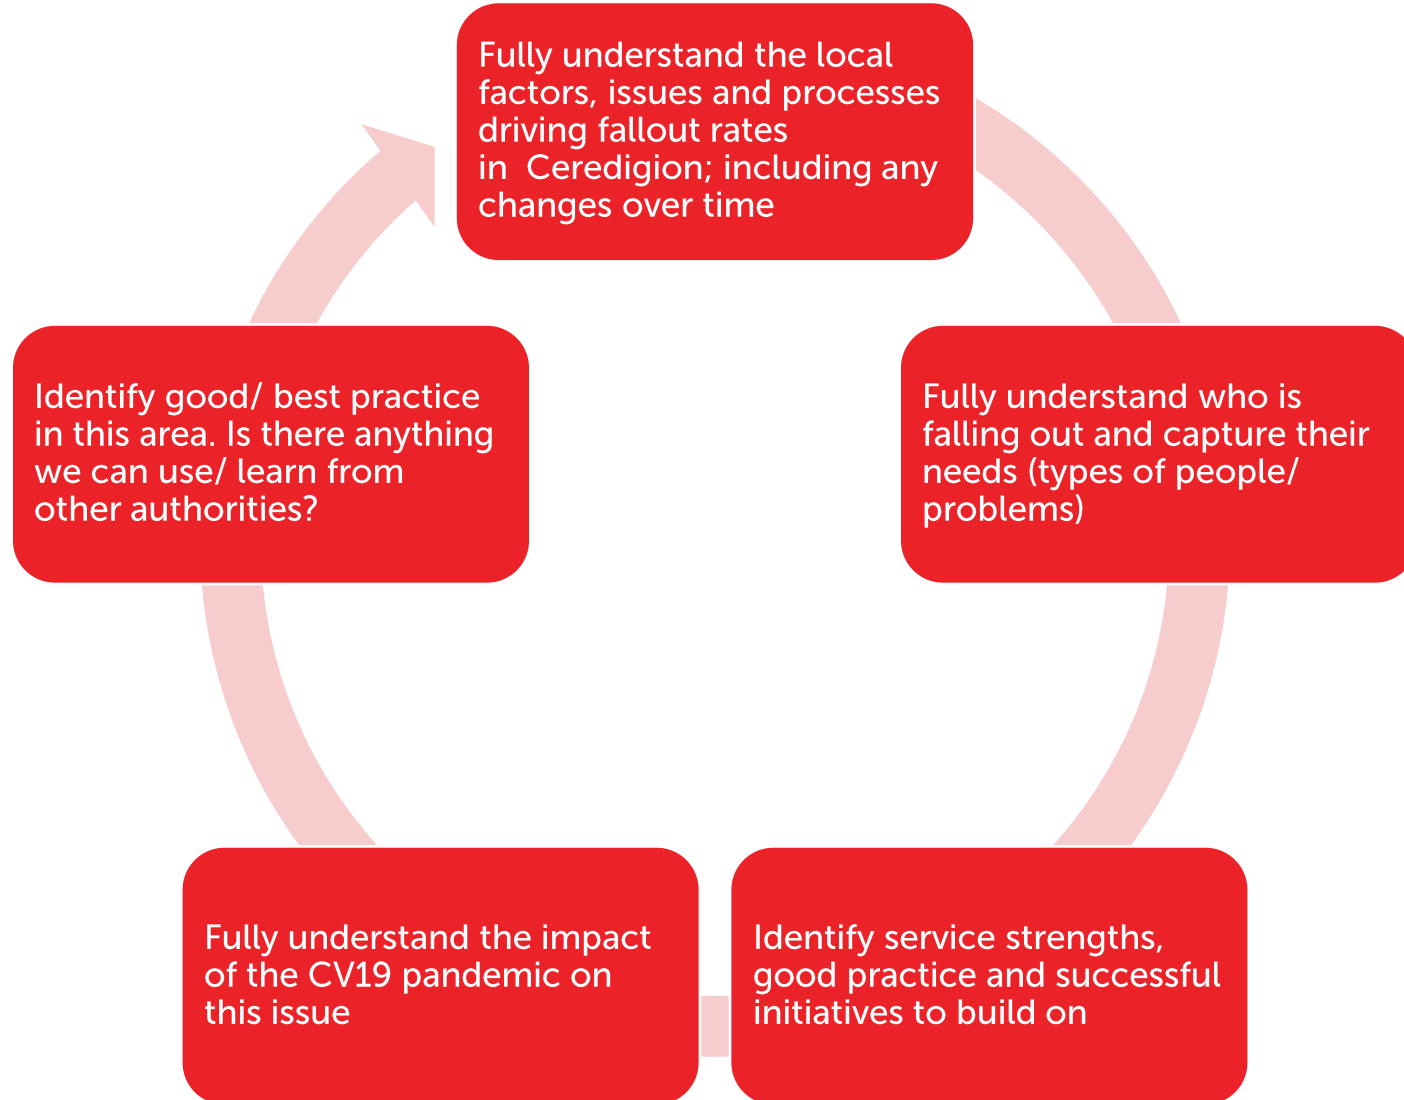 Fully understand the local
factors, issues and processes
driving fallout rates
in  Ceredigion; including any
changes over time
Fully understand who is
falling out and capture their
needs (types of people/
problems)
Identify service strengths,
good practice and successful
initiatives to build on
Fully understand the impact
of the CV19 pandemic on
this issue
Identify good/ best practice
in this area. Is there anything
we can use/ learn from
other authorities?